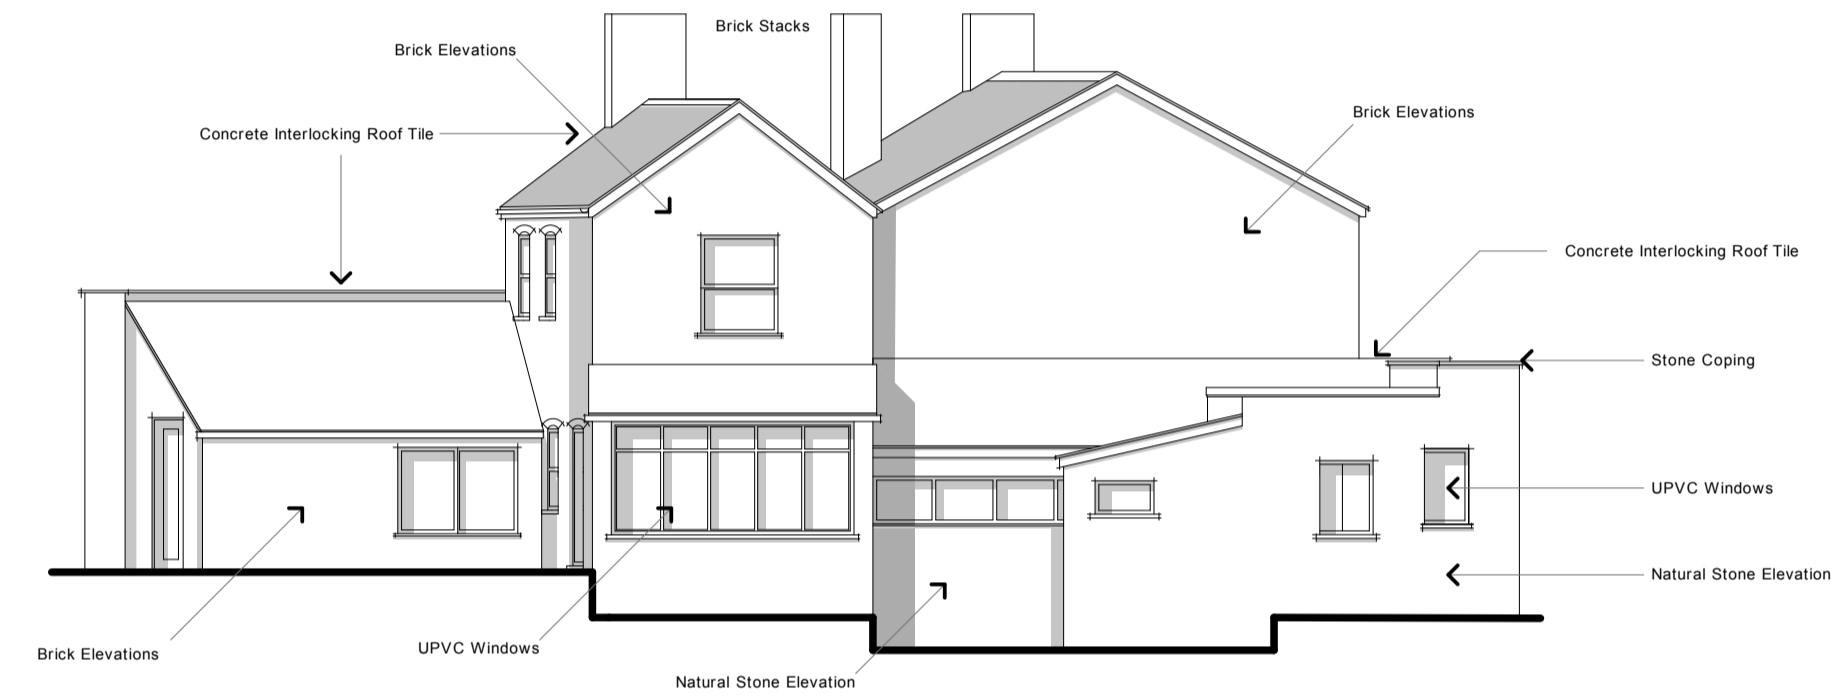 Brick Stacks
Brick Elevations
Brick Elevations
Concrete Interlocking Roof Tile
Concrete Interlocking Roof Tile
Stone Coping
UPVC Windows
Natural Stone Elevation
Brick Elevations
UPVC Windows
Natural Stone Elevation